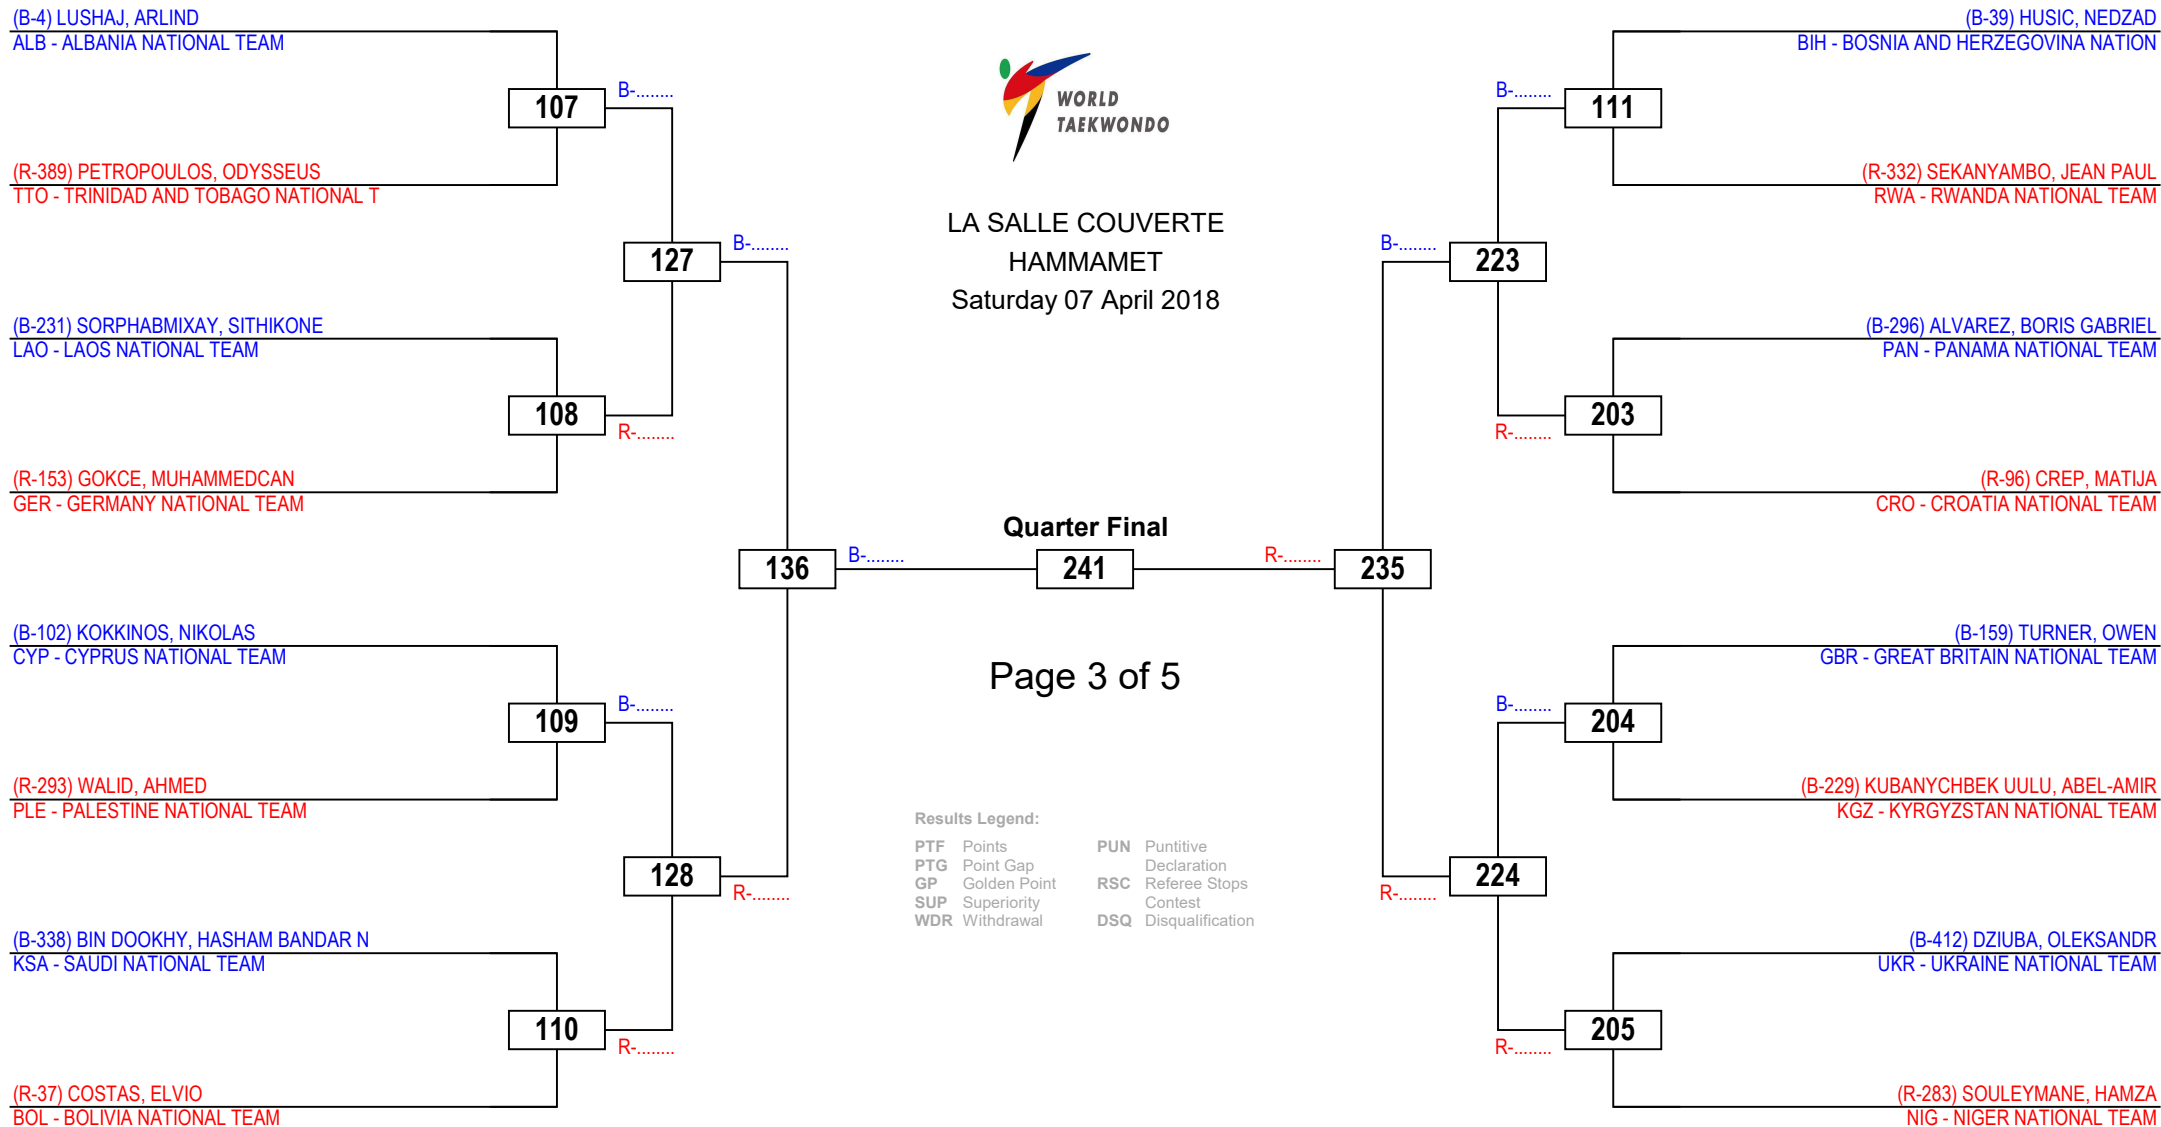 (B-4) LUSHAJ, ARLIND
ALB - ALBANIA NATIONAL TEAM
107
B-........
(R-389) PETROPOULOS, ODYSSEUS
TTO - TRINIDAD AND TOBAGO NATIONAL T
127
B-........
(B-231) SORPHABMIXAY, SITHIKONE
LAO - LAOS NATIONAL TEAM
108
R-........
(R-153) GOKCE, MUHAMMEDCAN
GER - GERMANY NATIONAL TEAM
136
B-........
(B-102) KOKKINOS, NIKOLAS
CYP - CYPRUS NATIONAL TEAM
109
B-........
(R-293) WALID, AHMED
PLE - PALESTINE NATIONAL TEAM
128
R-........
(B-338) BIN DOOKHY, HASHAM BANDAR N
KSA - SAUDI NATIONAL TEAM
110
R-........
(R-37) COSTAS, ELVIO
BOL - BOLIVIA NATIONAL TEAM
WORLD
TAEKWONDO
LA SALLE COUVERTE
HAMMAMET
Saturday 07 April 2018
Quarter Final
241
Page 3 of 5
Results Legend:
PTF Points
PTG Point Gap
GP Golden Point
SUP Superiority
WDR Withdrawal
PUN Puntitive
Declaration
RSC Referee Stops
Contest
DSQ Disqualification
(B-39) HUSIC, NEDZAD
BIH - BOSNIA AND HERZEGOVINA NATION
B-........
111
(R-332) SEKANYAMBO, JEAN PAUL
RWA - RWANDA NATIONAL TEAM
B-........
223
(B-296) ALVAREZ, BORIS GABRIEL
PAN - PANAMA NATIONAL TEAM
203
R-........
(R-96) CREP, MATIJA
CRO - CROATIA NATIONAL TEAM
R-........
235
(B-159) TURNER, OWEN
GBR - GREAT BRITAIN NATIONAL TEAM
B-........
204
(B-229) KUBANYCHBEK UULU, ABEL-AMIR
KGZ - KYRGYZSTAN NATIONAL TEAM
224
R-........
(B-412) DZIUBA, OLEKSANDR
UKR - UKRAINE NATIONAL TEAM
205
R-........
(R-283) SOULEYMANE, HAMZA
NIG - NIGER NATIONAL TEAM